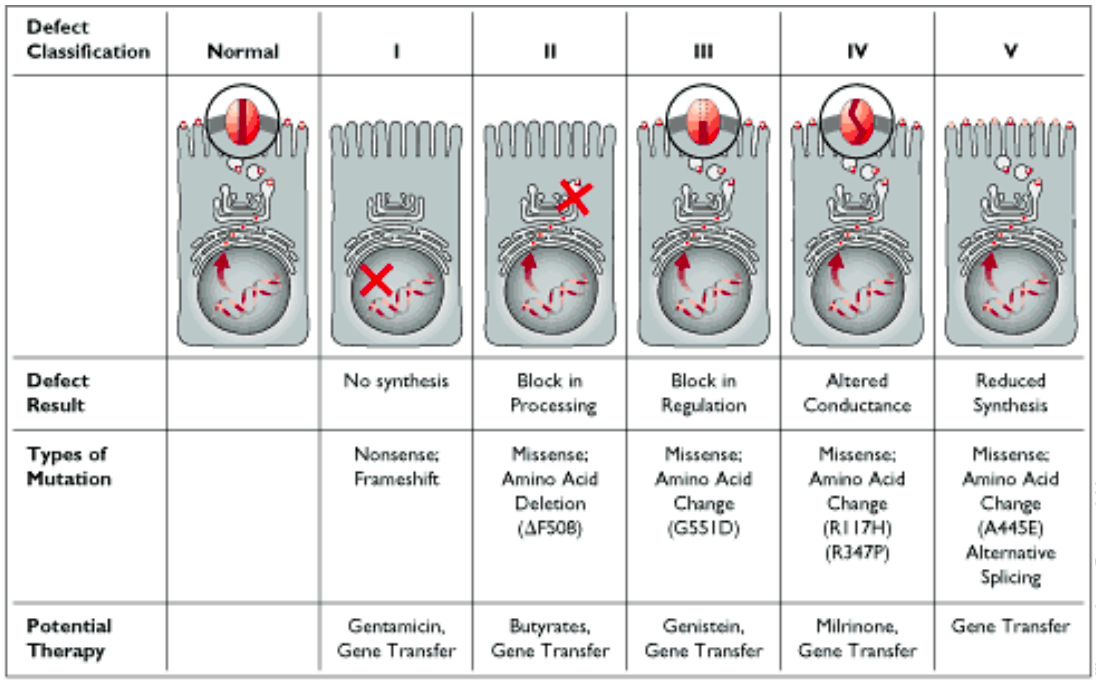 Defect
Classification
Normal
I
II
III
IV
V
Defect
Result
No synthesis
Block in
Processing
Block in
Regulation
Altered
Conductance
Reduced
Synthesis
Types of
Mutation
Nonsense;
Frameshift
Missense;
Amino Acid
Deletion
(ΔF508)
Missense;
Amino Acid
Change
(G551D)
Missense;
Amino Acid
Change
(R117H)
(R347P)
Missense;
Amino Acid
Change
(A445E)
Alternative
Splicing
Potential
Therapy
Gentamicin,
Gene Transfer
Butyrates,
Gene Transfer
Genistein,
Gene Transfer
Milrinone,
Gene Transfer
Gene Transfer